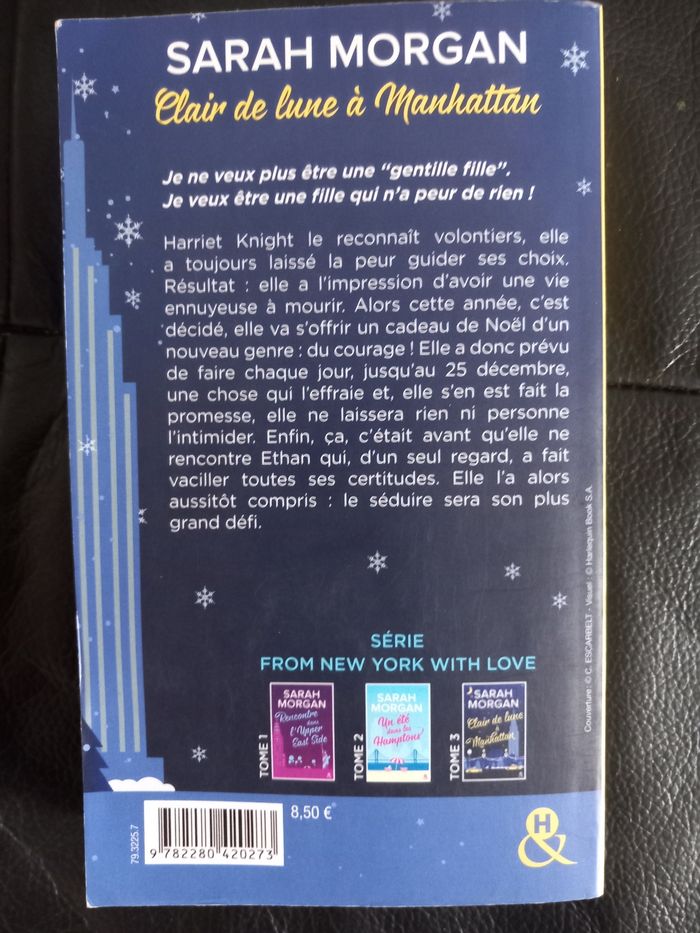 SARAH MORGAN
Clair de lune à Manhattan
Je ne veux plus être une "gentille fille".
Je veux être une fille qui n'a peur de rien !
Harriet Knight le reconnaît volontiers, elle
a toujours laissé la peur guider ses choix.
Résultat : elle a l'impression d'avoir une vie
ennuyeuse à mourir. Alors cette année, c'est
décidé, elle va s'offrir un cadeau de Noël d'un
nouveau genre : du courage ! Elle a donc prévu
de faire chaque jour, jusqu'au 25 décembre,
une chose qui l'effraie et, elle s'en est fait la
promesse, elle ne laissera rien ni personne
l'intimider. Enfin, ça, c'était avant qu'elle ne
rencontre Ethan qui, d'un seul regard, a fait
vaciller toutes ses certitudes. Elle l'a alors
aussitôt compris : le séduire sera son plus
grand défi.
Couverture : © C. ESCARBELT - Visuel : © Harlequin Book S.A
SÉRIE
FROM NEW YORK WITH LOVE
TOME 1
SARAH
MORGAN
Rencontre
dans
l'Upper
East Side
TOME 2
SARAH
MORGAN
Un été
dans les
Hamptons
TOME 3
SARAH
MORGAN
Clair de lune
à
Manhattan
79.3225.7
9 782280 420273
8,50 €
H
&